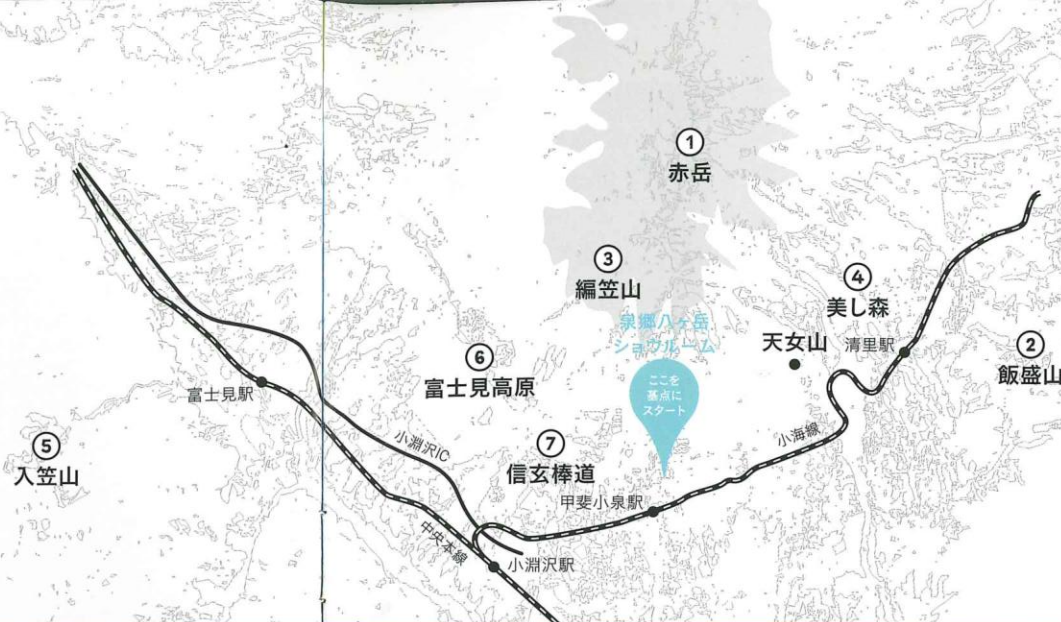 ①
赤岳
③
編笠山
④
美し森
②
飯盛山
泉郷八ヶ岳
ショウルーム
ここを
基点に
スタート
天女山
清里駅
⑥
富士見高原
富士見駅
⑤
入笠山
小淵沢IC
⑦
信玄棒道
小海線
甲斐小泉駅
中央本線
小淵沢駅